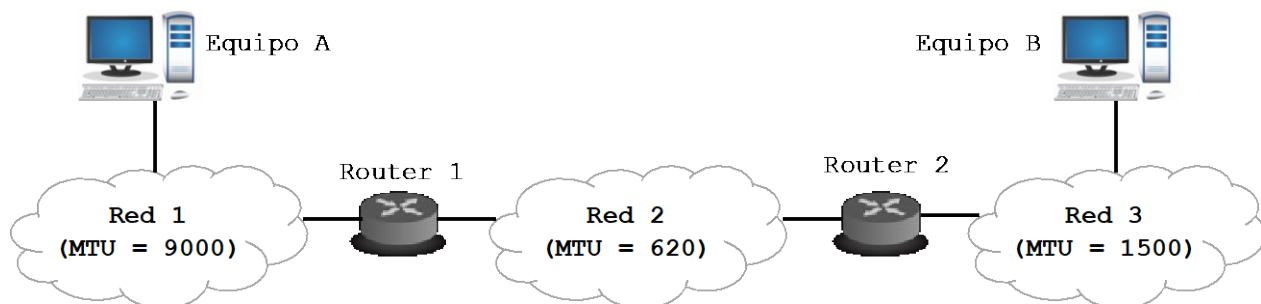 Equipo A
Equipo B
Router 1
Router 2
Red 1
(MTU = 9000)
Red 2
(MTU = 620)
Red 3
(MTU = 1500)